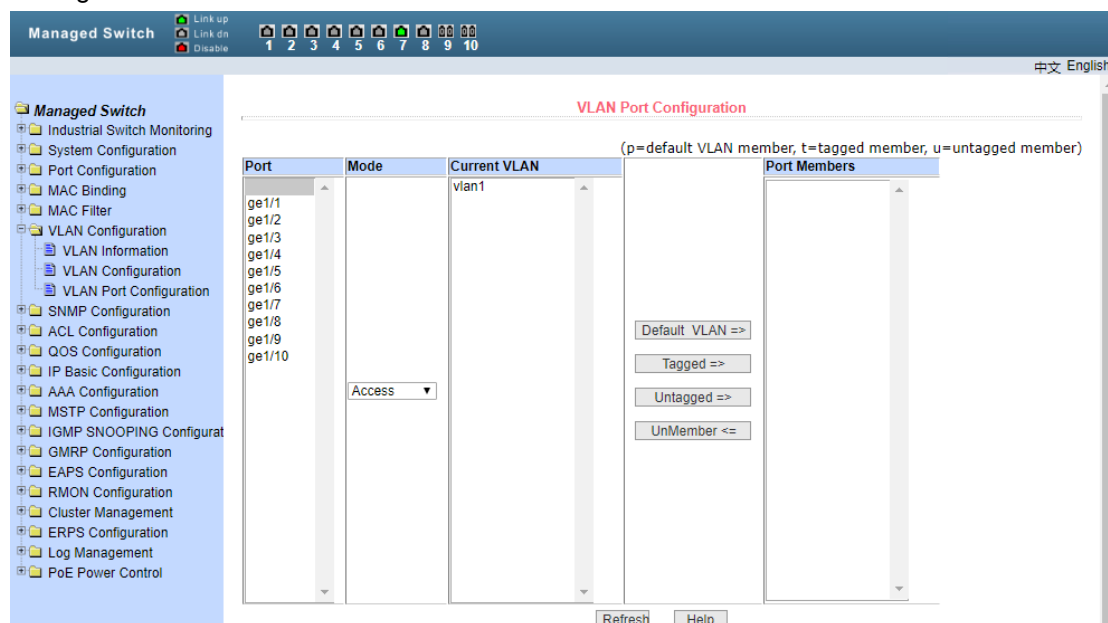 Link up
Managed Switch Link dn
Disable
1 2 3 4 5 6 7 8 9 10
中文 English
Managed Switch
Industrial Switch Monitoring
System Configuration
Port Configuration
MAC Binding
MAC Filter
VLAN Configuration
VLAN Information
VLAN Configuration
VLAN Port Configuration
SNMP Configuration
ACL Configuration
QOS Configuration
IP Basic Configuration
AAA Configuration
MSTP Configuration
IGMP SNOOPING Configurat
GMRP Configuration
EAPS Configuration
RMON Configuration
Cluster Management
ERPS Configuration
Log Management
PoE Power Control
VLAN Port Configuration
(p=default VLAN member, t=tagged member, u=untagged member)
Port Mode Current VLAN Port Members
vlan1
ge1/1
ge1/2
ge1/3
ge1/4
ge1/5
ge1/6
ge1/7
ge1/8
ge1/9
ge1/10
Access
Default VLAN =>
Tagged =>
Untagged =>
UnMember <=
Refresh Help